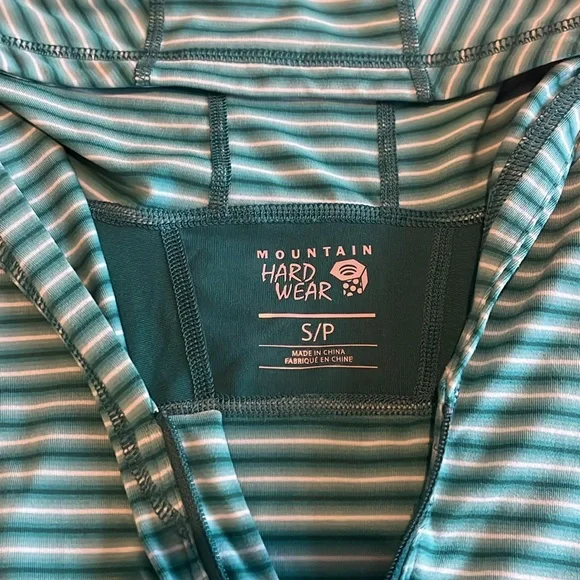 MOUNTAIN
HARD
WEAR
S/P
MADE IN CHINA
FABRIQUÉ EN CHINE